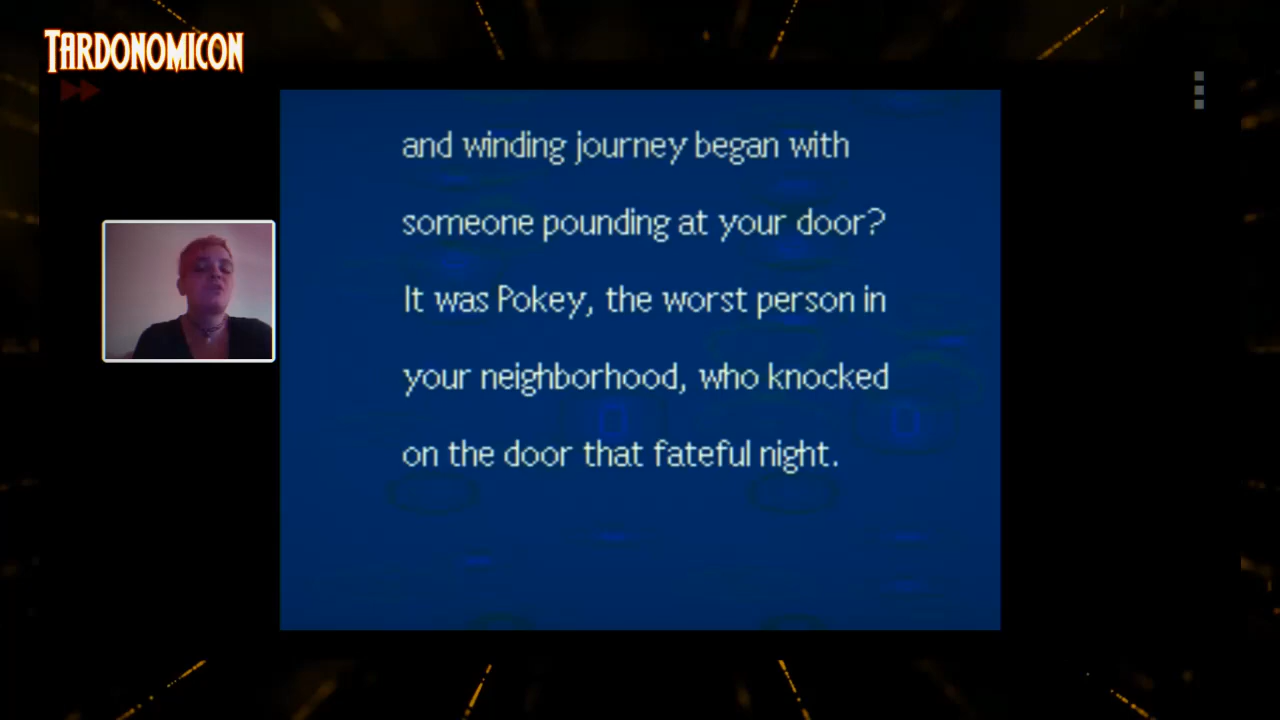 TARDONOMICON
and winding journey began with
someone pounding at your door?
It was Pokey, the worst person in
your neighborhood, who knocked
on the door that fateful night.